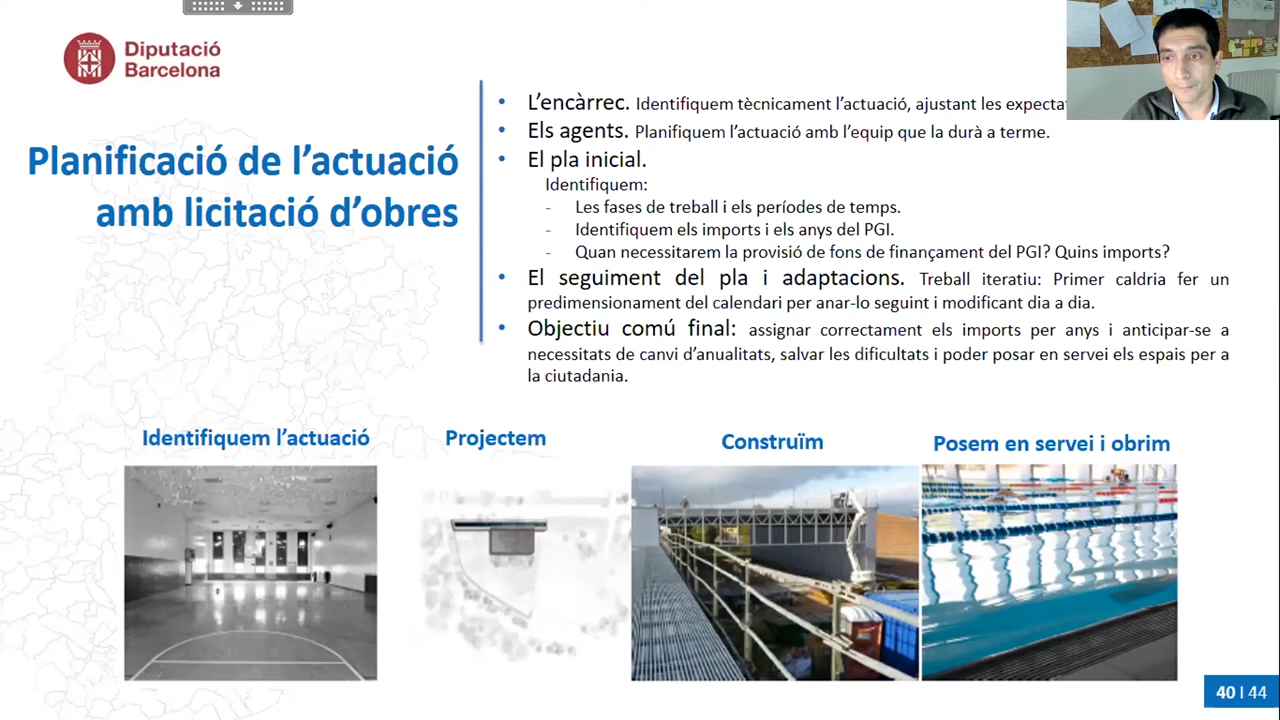 Diputació
Barcelona
Planificació de l'actuació
amb licitació d'obres
• L'encàrrec. Identifiquem tècnicament l'actuació, ajustant les
• Els agents. Planifiquem l'actuació amb l'equip que la durà a terme.
• El pla inicial.
Identifiquem:
- Les fases de treball i els períodes de temps.
- Identifiquem els imports i els anys del PGI.
- Quan necessitarem la provisió de fons de finançament del PGI? Quins imports?
• El seguiment del pla i adaptacions. Treball iteratiu: Primer caldria fer un
predimensionament del calendari per anar-lo seguint i modificant dia a dia.
• Objectiu comú final: assignar correctament els imports per anys i anticipar-se a
necessitats de canvi d'anualitats, salvar les dificultats i poder posar en servei els espais per a
la ciutadania.
Identifiquem l'actuació
Projectem
Construïm
Posem en servei i obrim
40 I 44